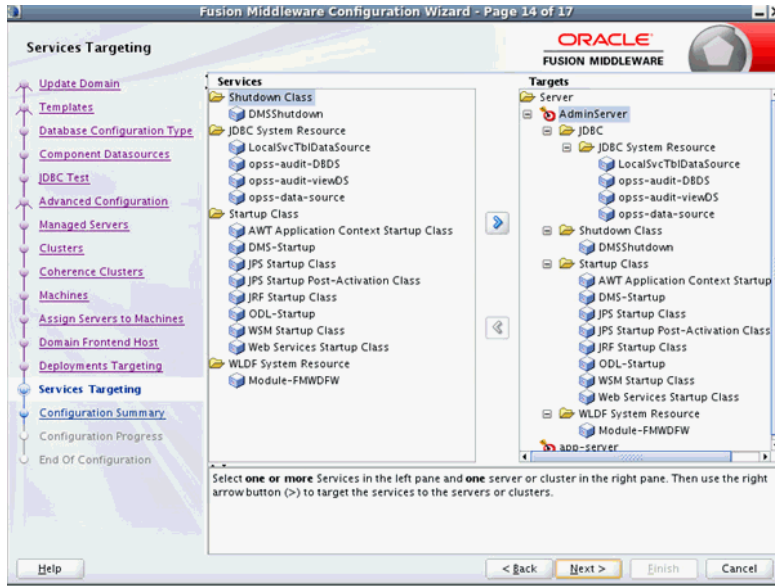 Fusion Middleware Configuration Wizard - Page 14 of 17
Services Targeting
ORACLE
FUSION MIDDLEWARE
Update Domain
Templates
Database Configuration Type
Component Datasources
JDBC Test
Advanced Configuration
Managed Servers
Clusters
Coherence Clusters
Machines
Assign Servers to Machines
Domain Frontend Host
Deployments Targeting
Services Targeting
Configuration Summary
Configuration Progress
End Of Configuration
Services
Shutdown Class
DMSShutdown
JDBC System Resource
LocalSvcTblDataSource
opss-audit-DBDS
opss-audit-viewDS
opss-data-source
Startup Class
AWT Application Context Startup Class
DMS-Startup
JPS Startup Class
JPS Startup Post-Activation Class
JRF Startup Class
ODL-Startup
WSM Startup Class
Web Services Startup Class
WLDF System Resource
Module-FMWDFW
Targets
Server
AdminServer
JDBC
JDBC System Resource
LocalSvcTblDataSource
opss-audit-DBDS
opss-audit-viewDS
opss-data-source
Shutdown Class
DMSShutdown
Startup Class
AWT Application Context Startup
DMS-Startup
JPS Startup Class
JPS Startup Post-Activation Class
JRF Startup Class
ODL-Startup
WSM Startup Class
Web Services Startup Class
WLDF System Resource
Module-FMWDFW
app-server
Select one or more Services in the left pane and one server or cluster in the right pane. Then use the right
arrow button (>) to target the services to the servers or clusters.
Help
< Back
Next >
Finish
Cancel